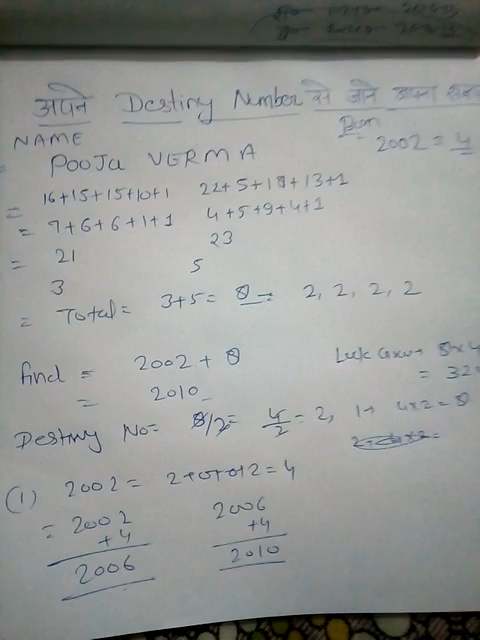 अपने Destiny Number से जाने अपना
NAME
Born
2002 = 4
POOJa VERMA
= 16+15+15+10+1 22+5+18+13+1
= 7+6+6+1+1 4+5+9+4+1
= 21 23
3 5
= Total = 3+5 = 8 = 2, 2, 2, 2
find = 2002 + 8
= 2010
Luck Grow → 8x4
= 32
Destiny No = 8/2 = 4/2 = 2, 1+ 4x2 = 8
(1) 2002 = 2+0+0+2 = 4
= 2002 2006
+4 +4
2006 2010